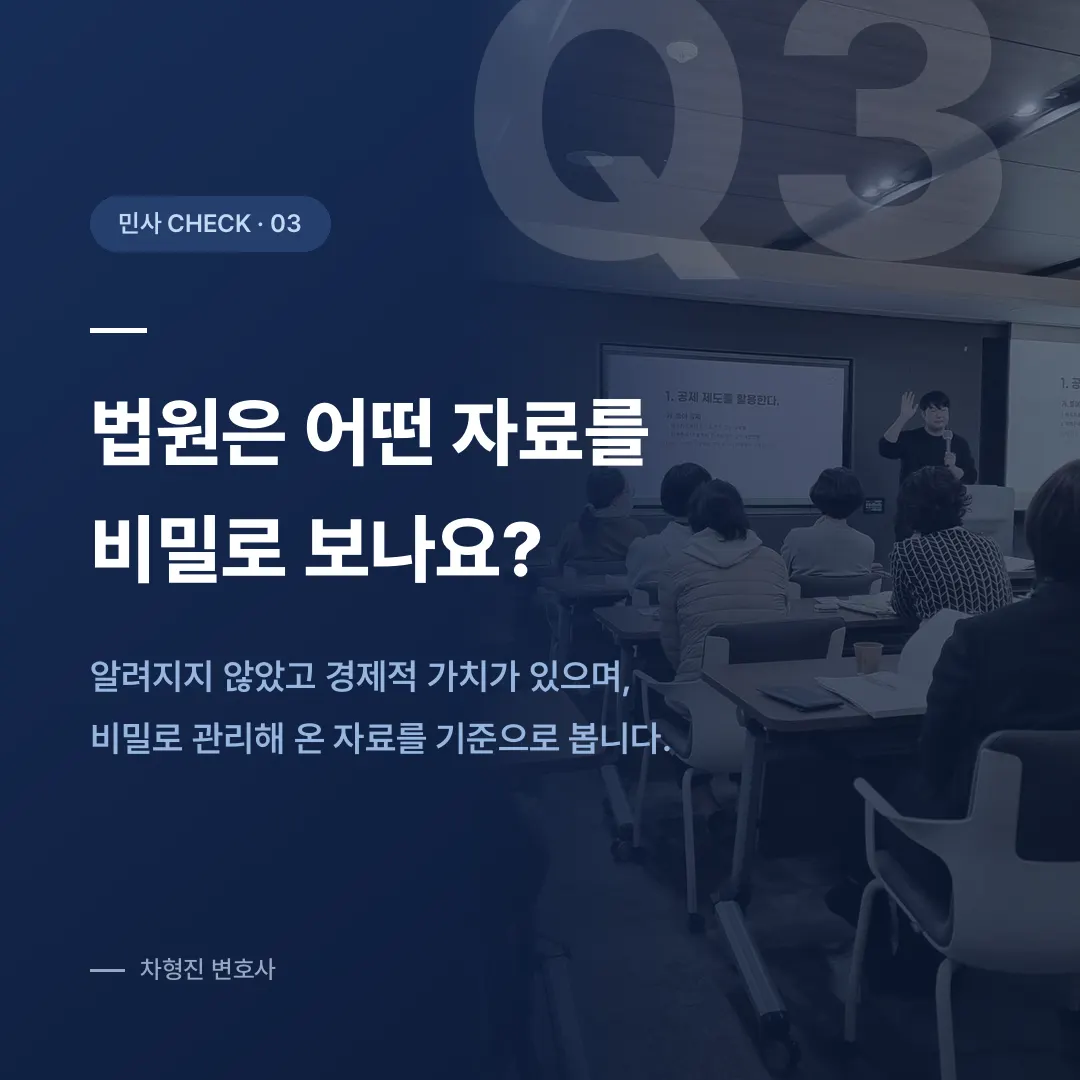 Q3
민사 CHECK · 03
법원은 어떤 자료를
비밀로 보나요?
알려지지 않았고 경제적 가치가 있으며,
비밀로 관리해 온 자료를 기준으로 봅니다.
1. 공제 제도를 활용한다.
차형진 변호사